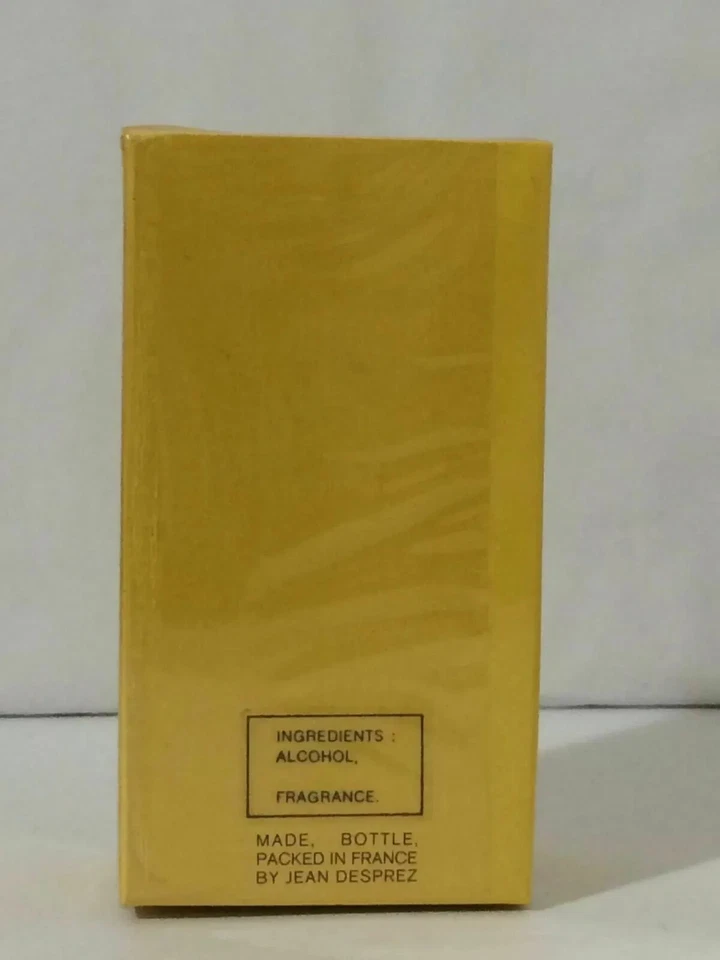 INGREDIENTS :
ALCOHOL,
FRAGRANCE.
MADE, BOTTLE,
PACKED IN FRANCE
BY JEAN DESPREZ